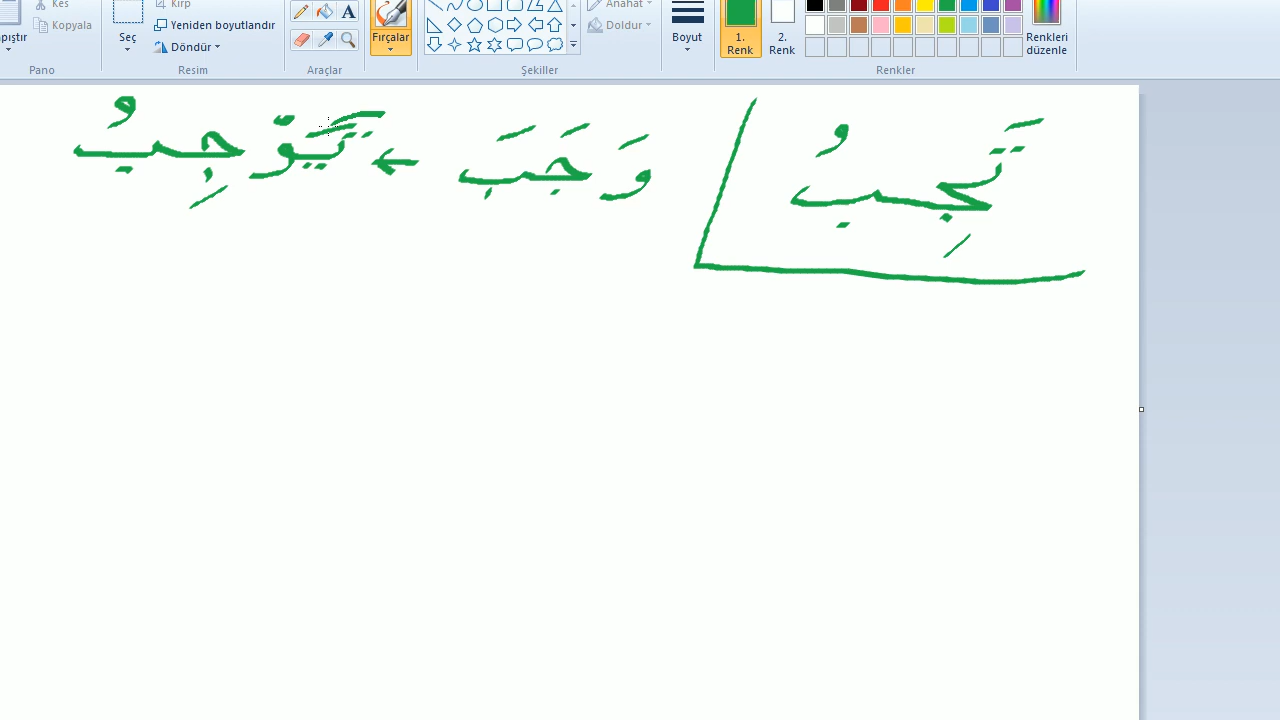 Kes
Kırp
Anahat
Kopyala
Seç
Yeniden boyutlandır
A
Fırçalar
Doldur
Boyut
1. Renk
2. Renk
Renkleri düzenle
Döndür
Pano
Resim
Araçlar
Şekiller
Renkler
تَجِبُ
وَجَبَ ← يَوْجِبُ